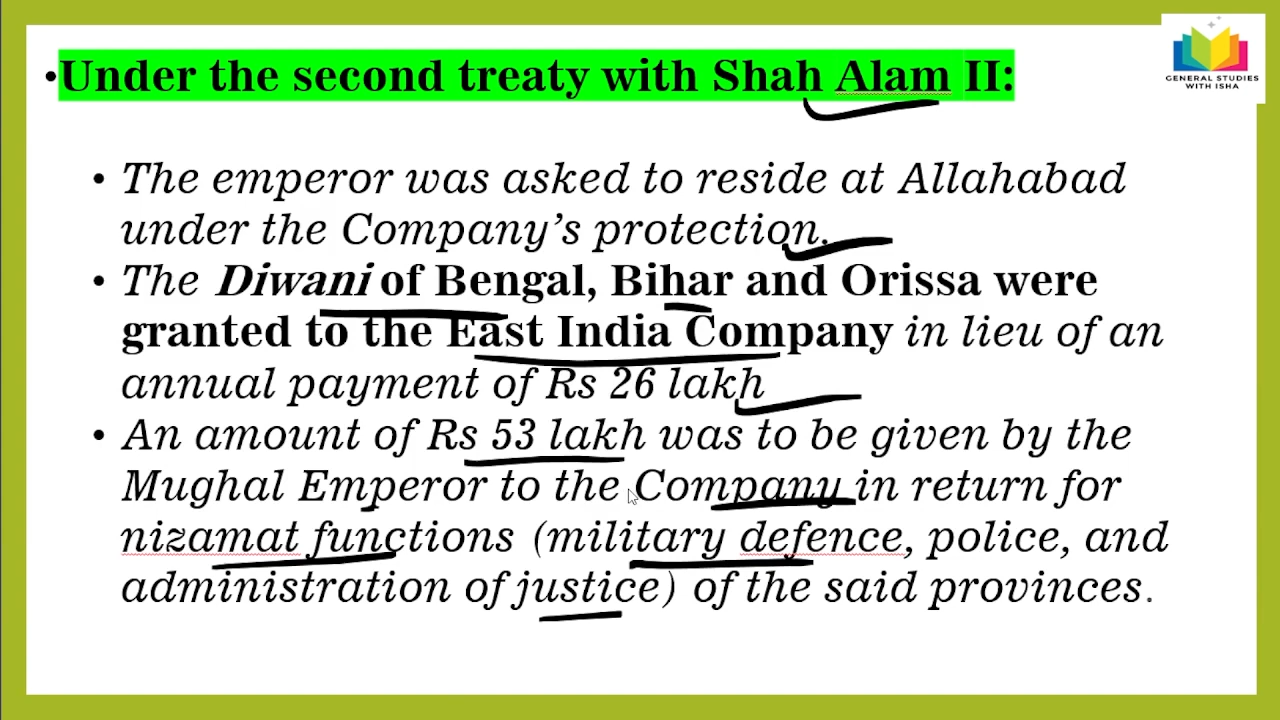 •Under the second treaty with Shah Alam II:
GENERAL STUDIES
WITH ISHA
• The emperor was asked to reside at Allahabad
under the Company’s protection.
• The Diwani of Bengal, Bihar and Orissa were
granted to the East India Company in lieu of an
annual payment of Rs 26 lakh
• An amount of Rs 53 lakh was to be given by the
Mughal Emperor to the Company in return for
nizamat functions (military defence, police, and
administration of justice) of the said provinces.